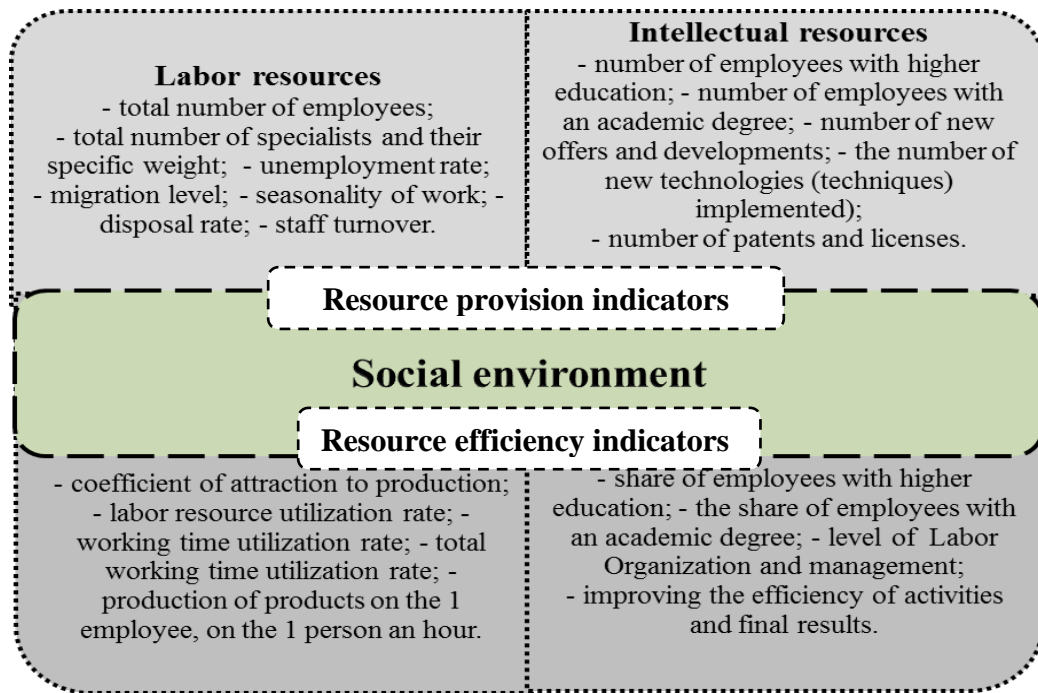 Labor resources
- total number of employees;
- total number of specialists and their
specific weight;  - unemployment rate;
- migration level; - seasonality of work; -
disposal rate; - staff turnover.
Intellectual resources
- number of employees with higher
education; - number of employees with
an academic degree; - number of new
offers and developments; - the number of
new technologies (techniques)
implemented);
- number of patents and licenses.
Resource provision indicators
Social environment
Resource efficiency indicators
- coefficient of attraction to production;
- labor resource utilization rate; -
working time utilization rate; - total
working time utilization rate; -
production of products on the 1
employee, on the 1 person an hour.
- share of employees with higher
education; - the share of employees with
an academic degree; - level of Labor
Organization and management;
- improving the efficiency of activities
and final results.